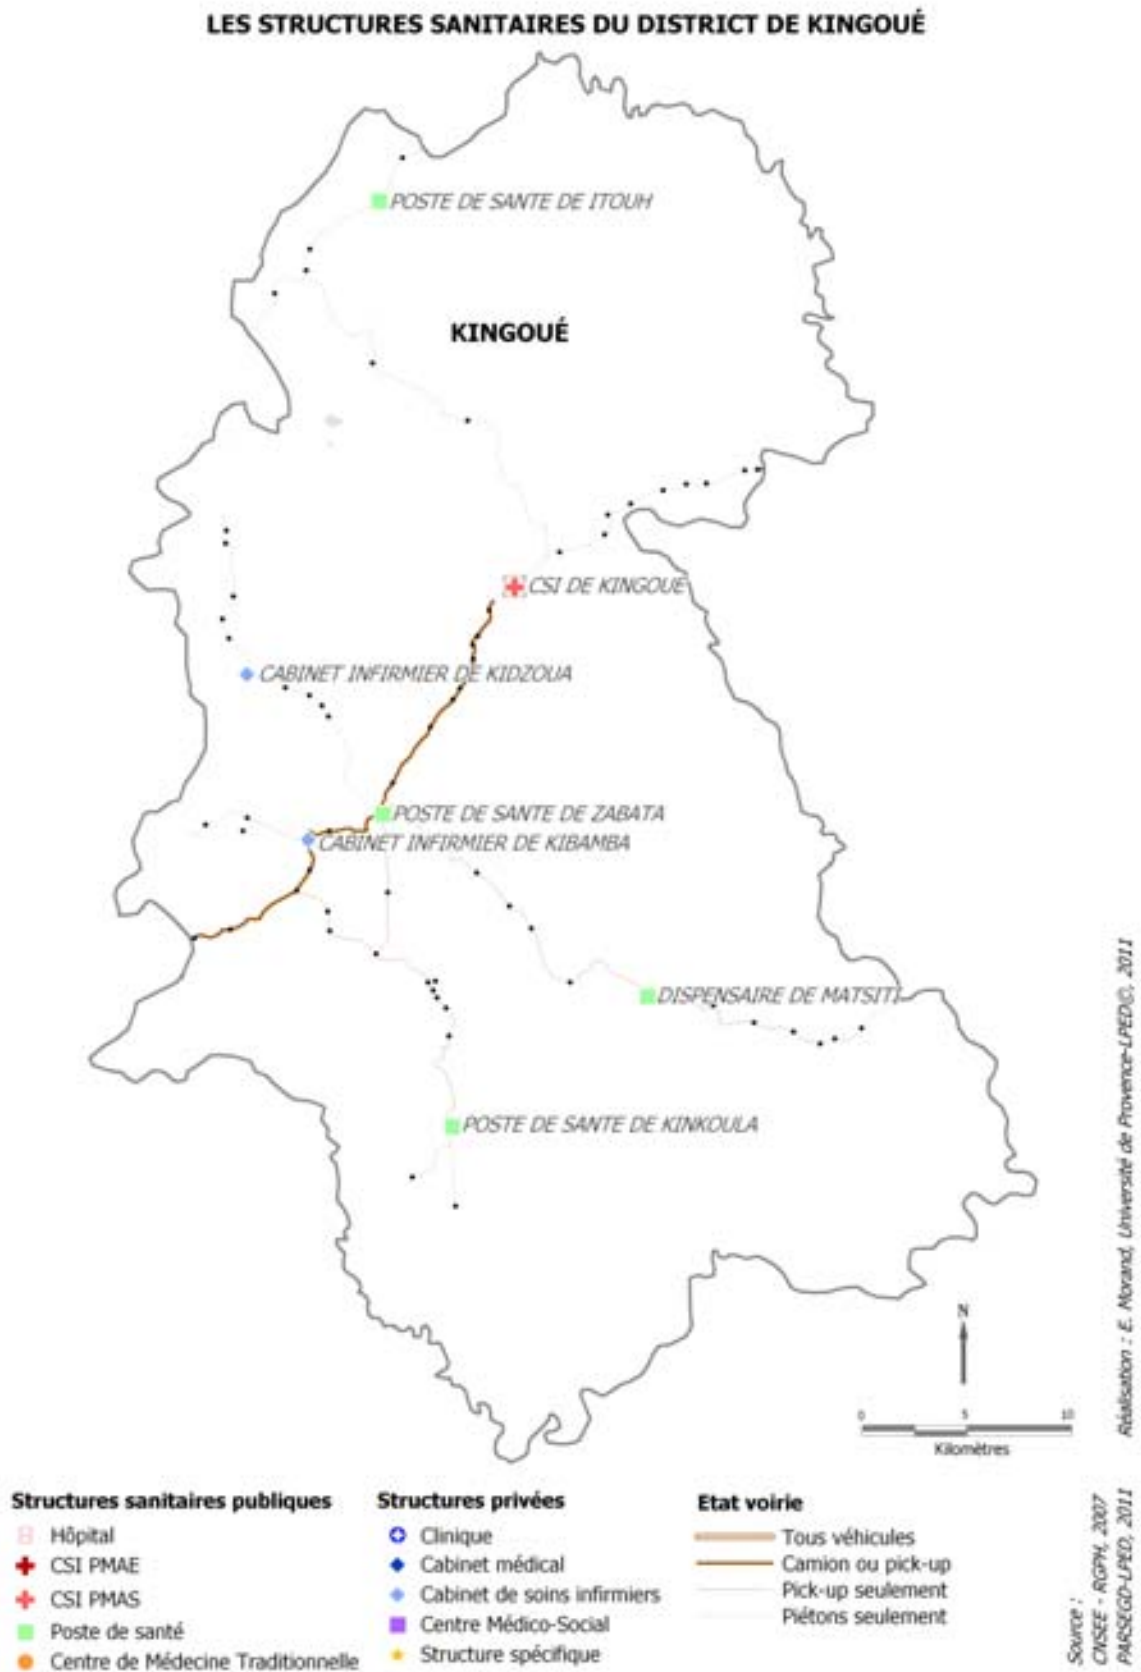 LES STRUCTURES SANITAIRES DU DISTRICT DE KINGOUÉ
POSTE DE SANTE DE ITOUH
KINGOUÉ
CSI DE KINGOUE
CABINET INFIRMIER DE KIDZOUA
POSTE DE SANTE DE ZABATA
CABINET INFIRMIER DE KIBAMBA
DISPENSAIRE DE MATSITI
POSTE DE SANTE DE KINKOULA
N
0 5 10
Kilomètres
Réalisation : E. Morand, Université de Provence-LPED©, 2011
Structures sanitaires publiques
Hôpital
CSI PMAE
CSI PMAS
Poste de santé
Centre de Médecine Traditionnelle
Structures privées
Clinique
Cabinet médical
Cabinet de soins infirmiers
Centre Médico-Social
Structure spécifique
Etat voirie
Tous véhicules
Camion ou pick-up
Pick-up seulement
Piétons seulement
Source :
CNSEE - RGPH, 2007
PARSEGD-LPED, 2011